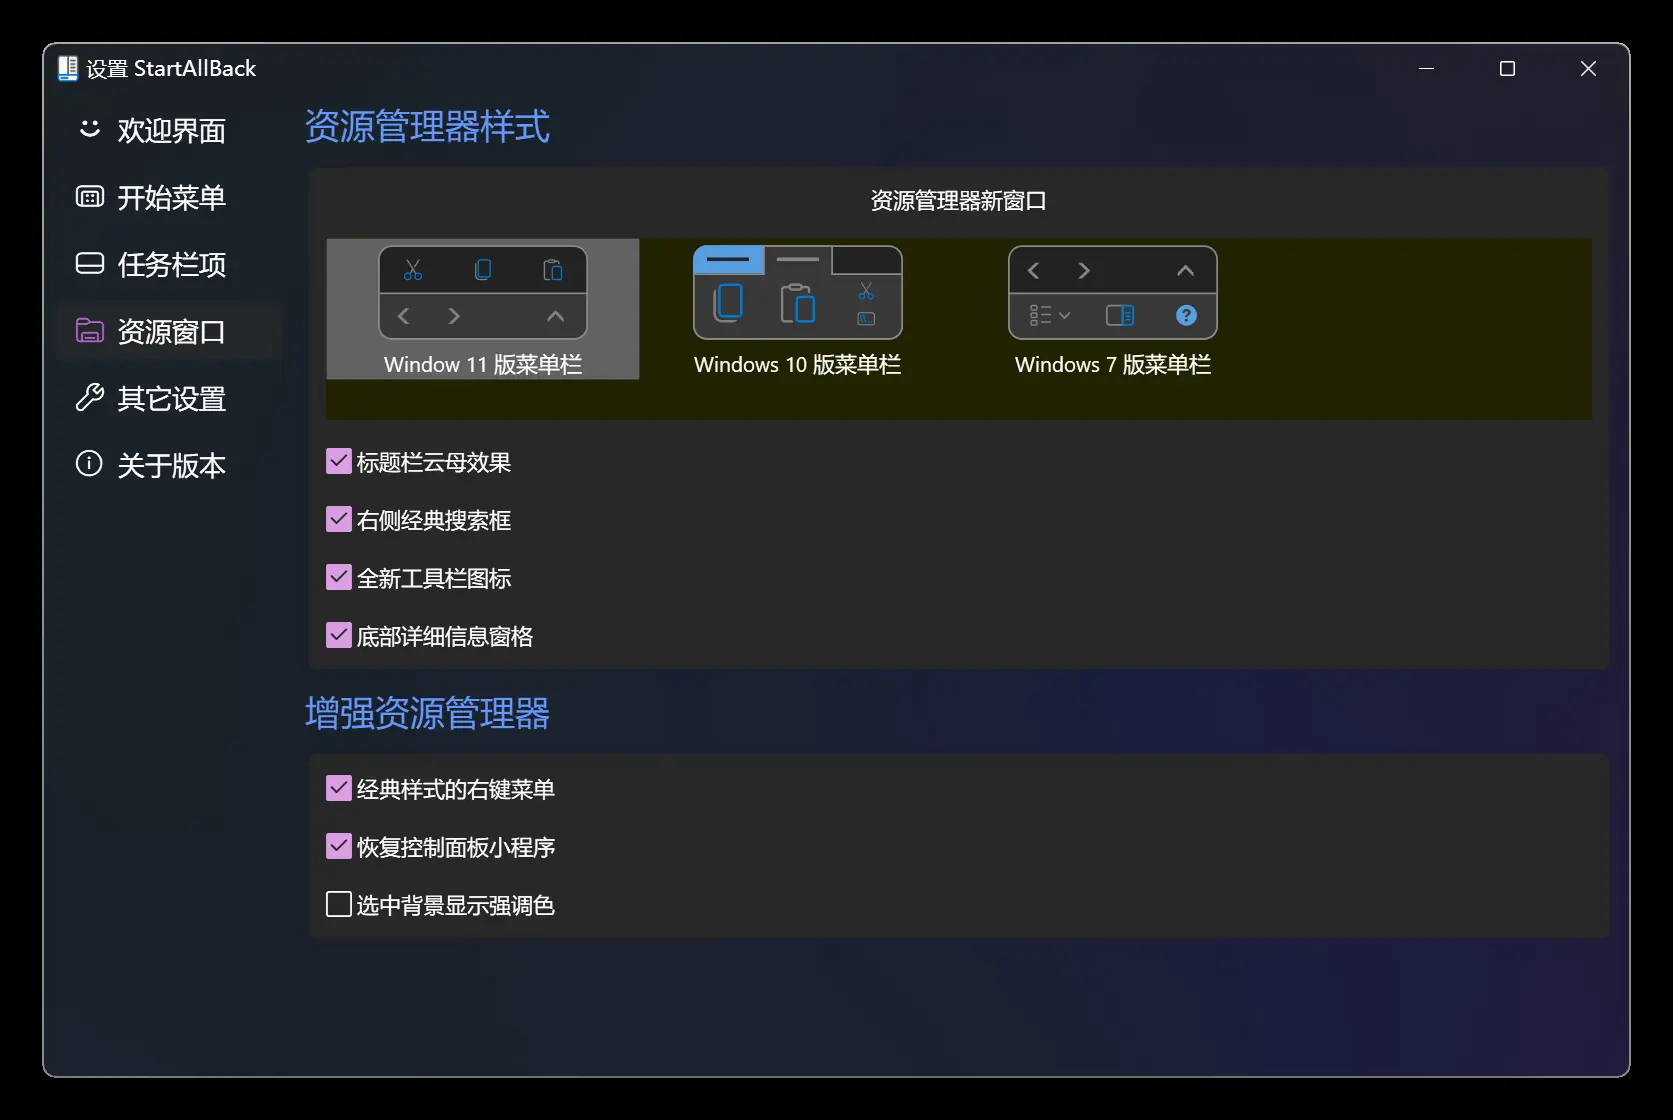 设置 StartAllBack
欢迎界面
开始菜单
任务栏项
资源窗口
其它设置
关于版本
资源管理器样式
资源管理器新窗口
Window 11 版菜单栏
Windows 10 版菜单栏
Windows 7 版菜单栏
标题栏云母效果
右侧经典搜索框
全新工具栏图标
底部详细信息窗格
增强资源管理器
经典样式的右键菜单
恢复控制面板小程序
选中背景显示强调色